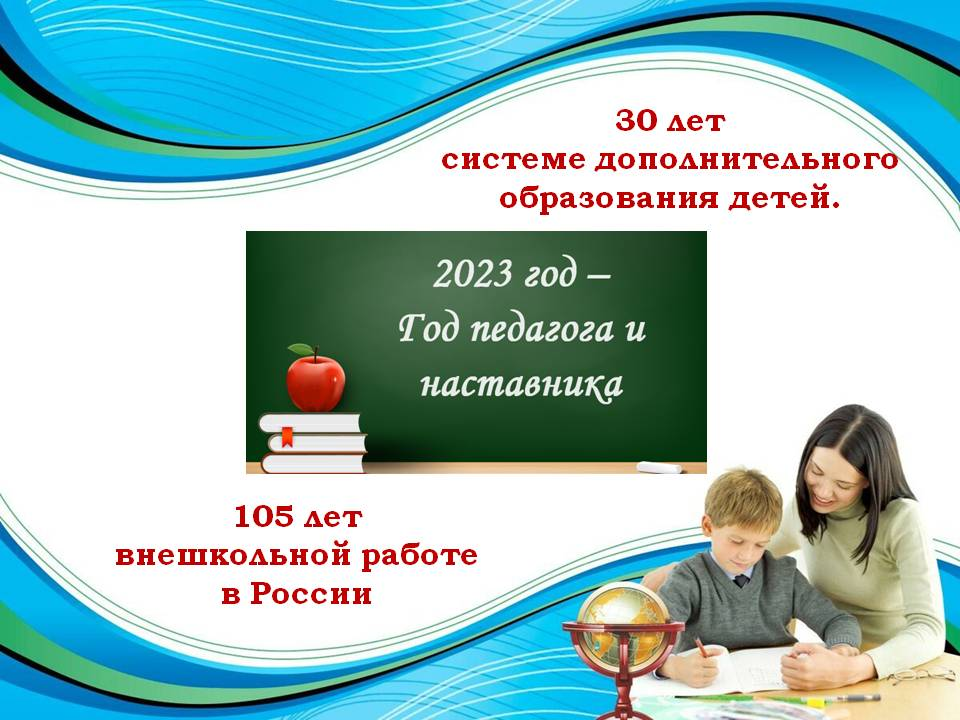 30 лет
системе дополнительного
образования детей.
2023 год –
Год педагога и
наставника
105 лет
внешкольной работе
в России